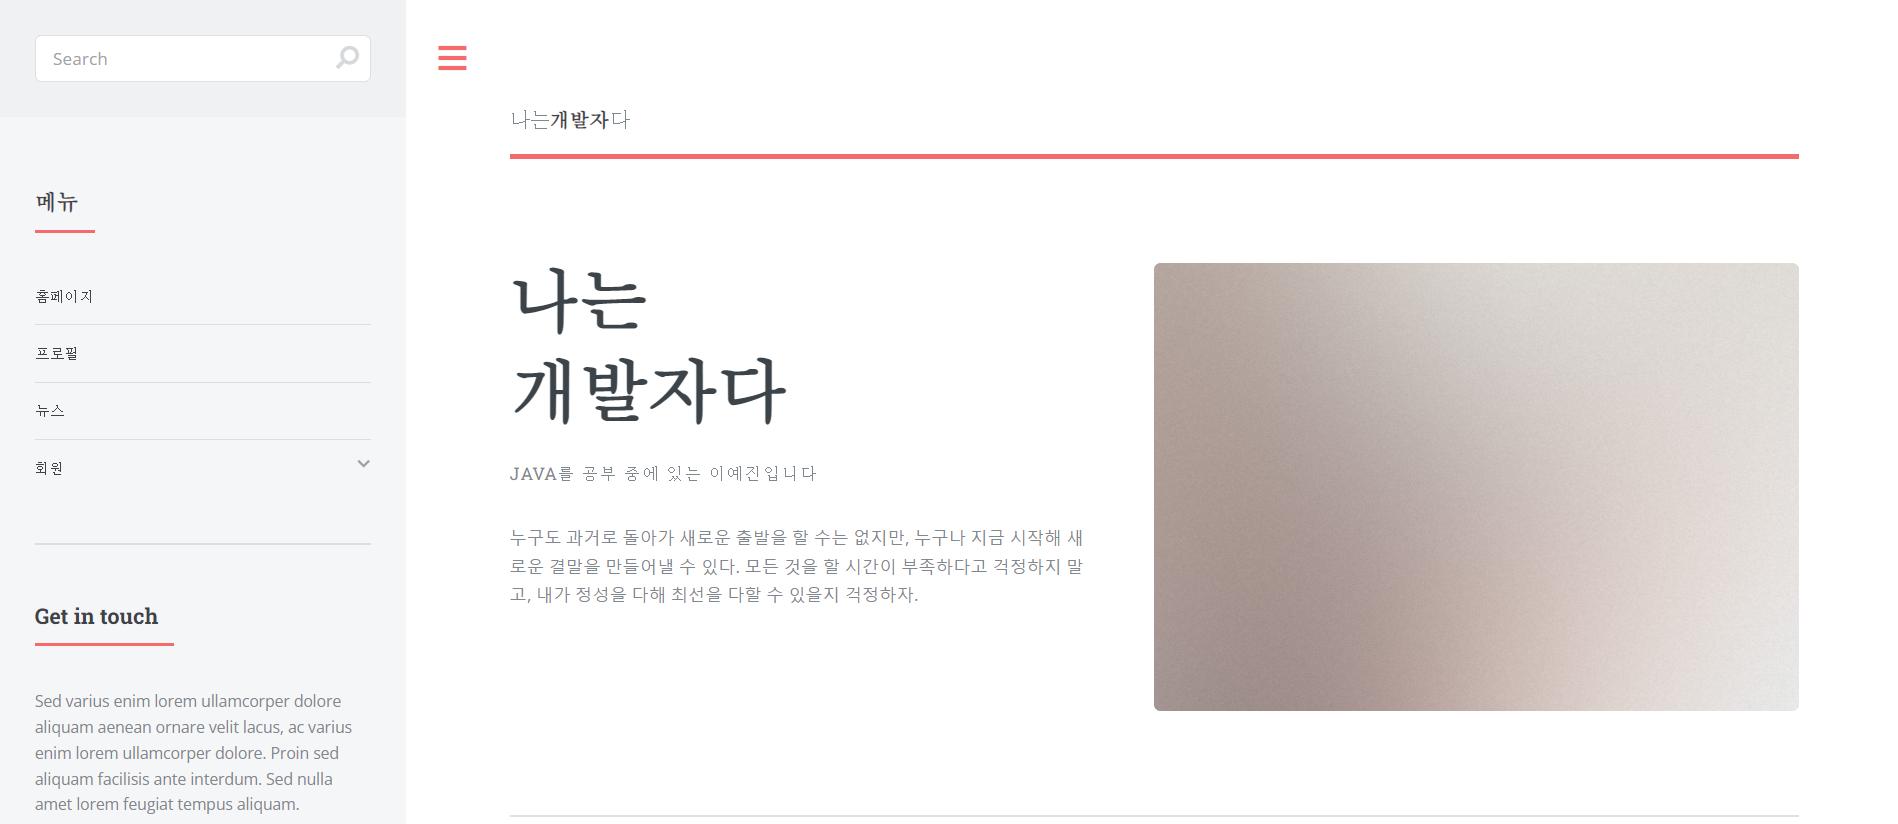 Search
메뉴
홈페이지
프로필
뉴스
회원
Get in touch
Sed varius enim lorem ullamcorper dolore
aliquam aenean ornare velit lacus, ac varius
enim lorem ullamcorper dolore. Proin sed
aliquam facilisis ante interdum. Sed nulla
amet lorem feugiat tempus aliquam.
나는개발자다
나는
개발자다
JAVA를 공부 중에 있는 이예진입니다
누구도 과거로 돌아가 새로운 출발을 할 수는 없지만, 누구나 지금 시작해 새
로운 결말을 만들어낼 수 있다. 모든 것을 할 시간이 부족하다고 걱정하지 말
고, 내가 정성을 다해 최선을 다할 수 있을지 걱정하자.